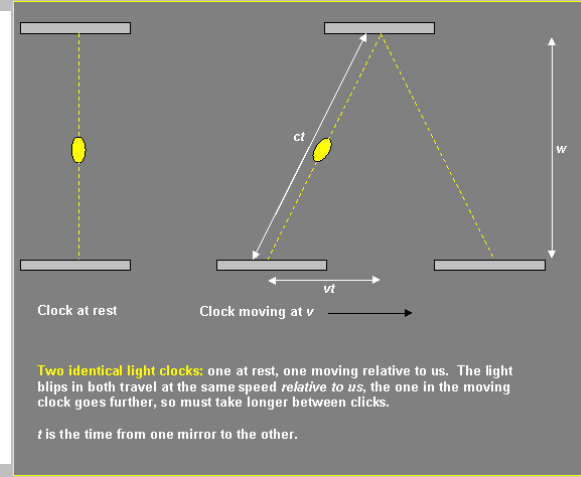 ct
w
vt
Clock at rest
Clock moving at v
Two identical light clocks: one at rest, one moving relative to us. The light
blips in both travel at the same speed relative to us, the one in the moving
clock goes further, so must take longer between clicks.
t is the time from one mirror to the other.